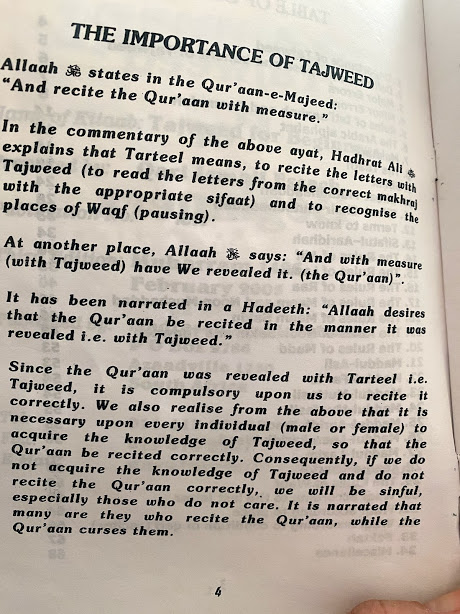 THE IMPORTANCE OF TAJWEED
Allaah ﷻ states in the Qur'aan-e-Majeed:
“And recite the Qur'aan with measure.”
In the commentary of the above ayat, Hadhrat Ali
explains that Tarteel means, to recite the letters with
Tajweed (to read the letters from the correct makhraj
with the appropriate sifaat) and to recognise the
places of Waqf (pausing).
At another place, Allaah ﷻ says: “And with measure
(with Tajweed) have We revealed it. (the Qur'aan)”.
It has been narrated in a Hadeeth: “Allaah desires
that the Qur'aan be recited in the manner it was
revealed i.e. with Tajweed.”
Since the Qur'aan was revealed with Tarteel i.e.
Tajweed, it is compulsory upon us to recite it
correctly. We also realise from the above that it is
necessary upon every individual (male or female) to
acquire the knowledge of Tajweed, so that the
Qur'aan be recited correctly. Consequently, if we do
not acquire the knowledge of Tajweed and do not
recite the Qur'aan correctly, we will be sinful,
especially those who do not care. It is narrated that
many are they who recite the Qur'aan, while the
Qur'aan curses them.
4